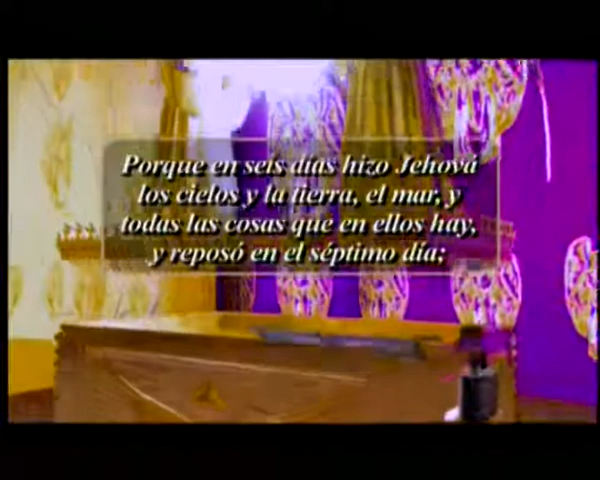 Porque en seis días hizo Jehová
los cielos y la tierra, el mar, y
todas las cosas que en ellos hay,
y reposó en el séptimo día;